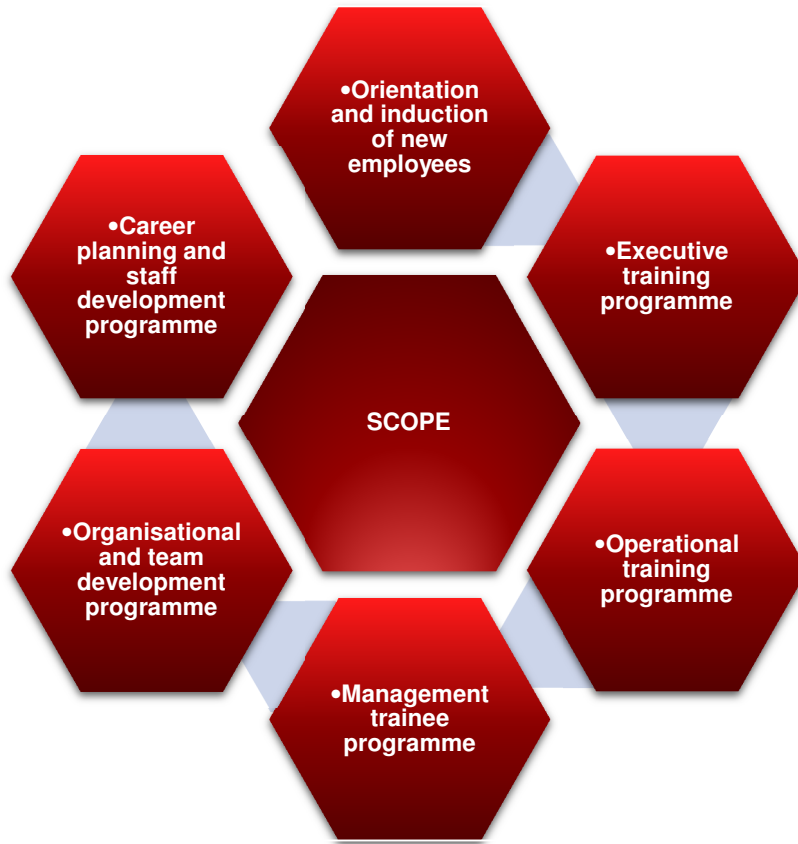 •Orientation
and induction
of new
employees
•Executive
training
programme
•Operational
training
programme
•Management
trainee
programme
•Organisational
and team
development
programme
•Career
planning and
staff
development
programme
SCOPE